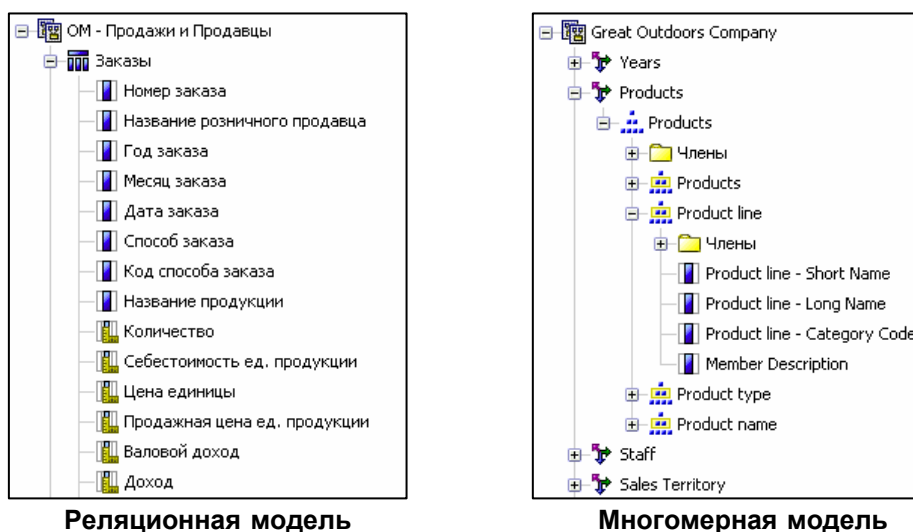 ОМ - Продажи и Продавцы
Заказы
Номер заказа
Название розничного продавца
Год заказа
Месяц заказа
Дата заказа
Способ заказа
Код способа заказа
Название продукции
Количество
Себестоимость ед. продукции
Цена единицы
Продажная цена ед. продукции
Валовой доход
Доход
Реляционная модель
Great Outdoors Company
Years
Products
Products
Члены
Products
Product line
Члены
Product line - Short Name
Product line - Long Name
Product line - Category Code
Member Description
Product type
Product name
Staff
Sales Territory
Многомерная модель